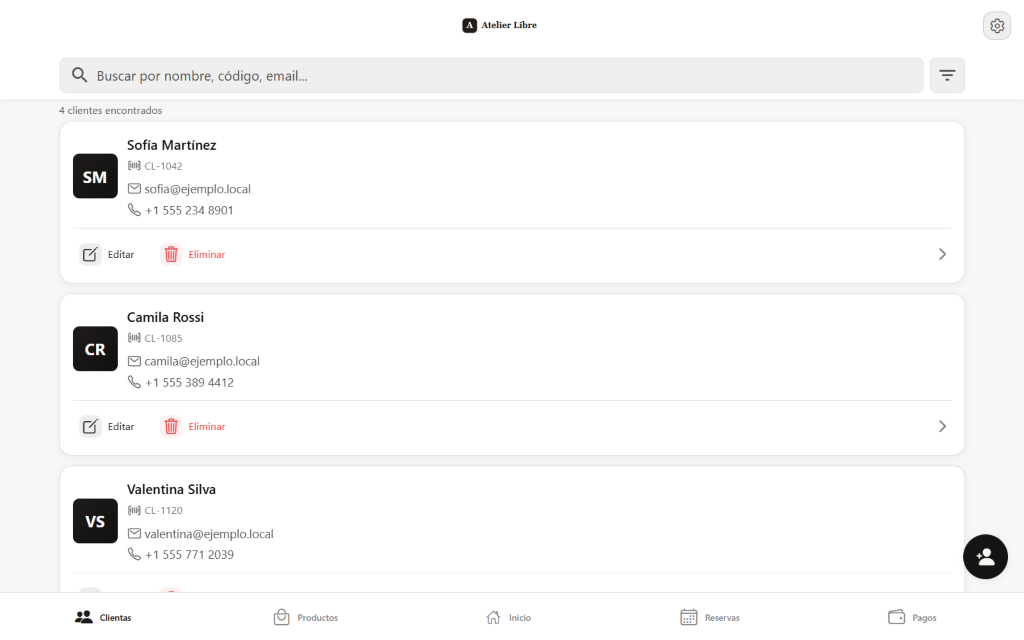 A Atelier Libre
Buscar por nombre, código, email...
4 clientes encontrados
SM
Sofía Martínez
CL-1042
sofia@ejemplo.local
+1 555 234 8901
Editar Eliminar
CR
Camila Rossi
CL-1085
camila@ejemplo.local
+1 555 389 4412
Editar Eliminar
VS
Valentina Silva
CL-1120
valentina@ejemplo.local
+1 555 771 2039
Clientas Productos Inicio Reservas Pagos